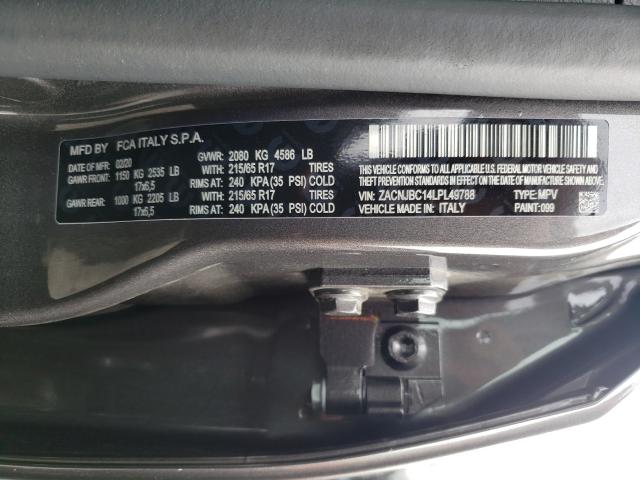 MFD BY FCA ITALY S.P.A.
DATE OF MFR: 02/20 GVWR: 2080 KG 4586 LB
GAWR FRONT: 1150 KG 2535 LB 215/65 R17 TIRES
17x6,5 RIMS AT: 240 KPA (35 PSI) COLD
GAWR REAR: 1000 KG 2205 LB 215/65 R17 TIRES
17x6,5 RIMS AT: 240 KPA (35 PSI) COLD
THIS VEHICLE CONFORMS TO ALL APPLICABLE U.S. FEDERAL MOTOR
VEHICLE SAFETY, BUMPER, AND THEFT PREVENTION STANDARDS IN
EFFECT ON THE DATE OF MANUFACTURE SHOWN ABOVE.
VIN: ZACNJBC14LPL49788 TYPE: MPV
VEHICLE MADE IN: ITALY PAINT: 099